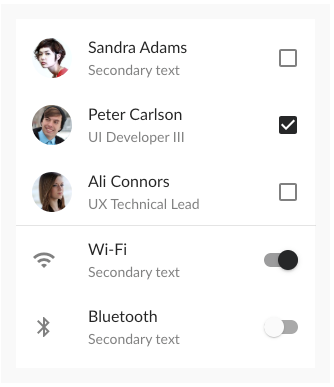 Sandra Adams
Secondary text
Peter Carlson
UI Developer III
Ali Connors
UX Technical Lead
Wi-Fi
Secondary text
Bluetooth
Secondary text